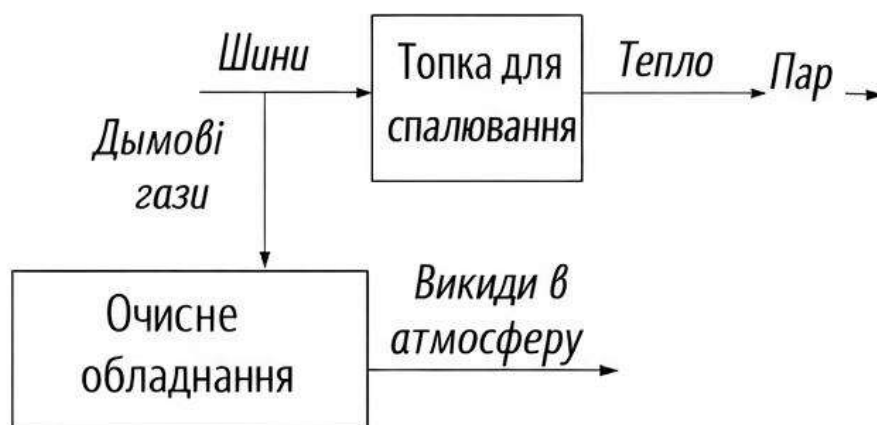 Шини
Топка для
спалювання
Тепло
Пар
Дымові
гази
Очисне
обладнання
Викиди в
атмосферу